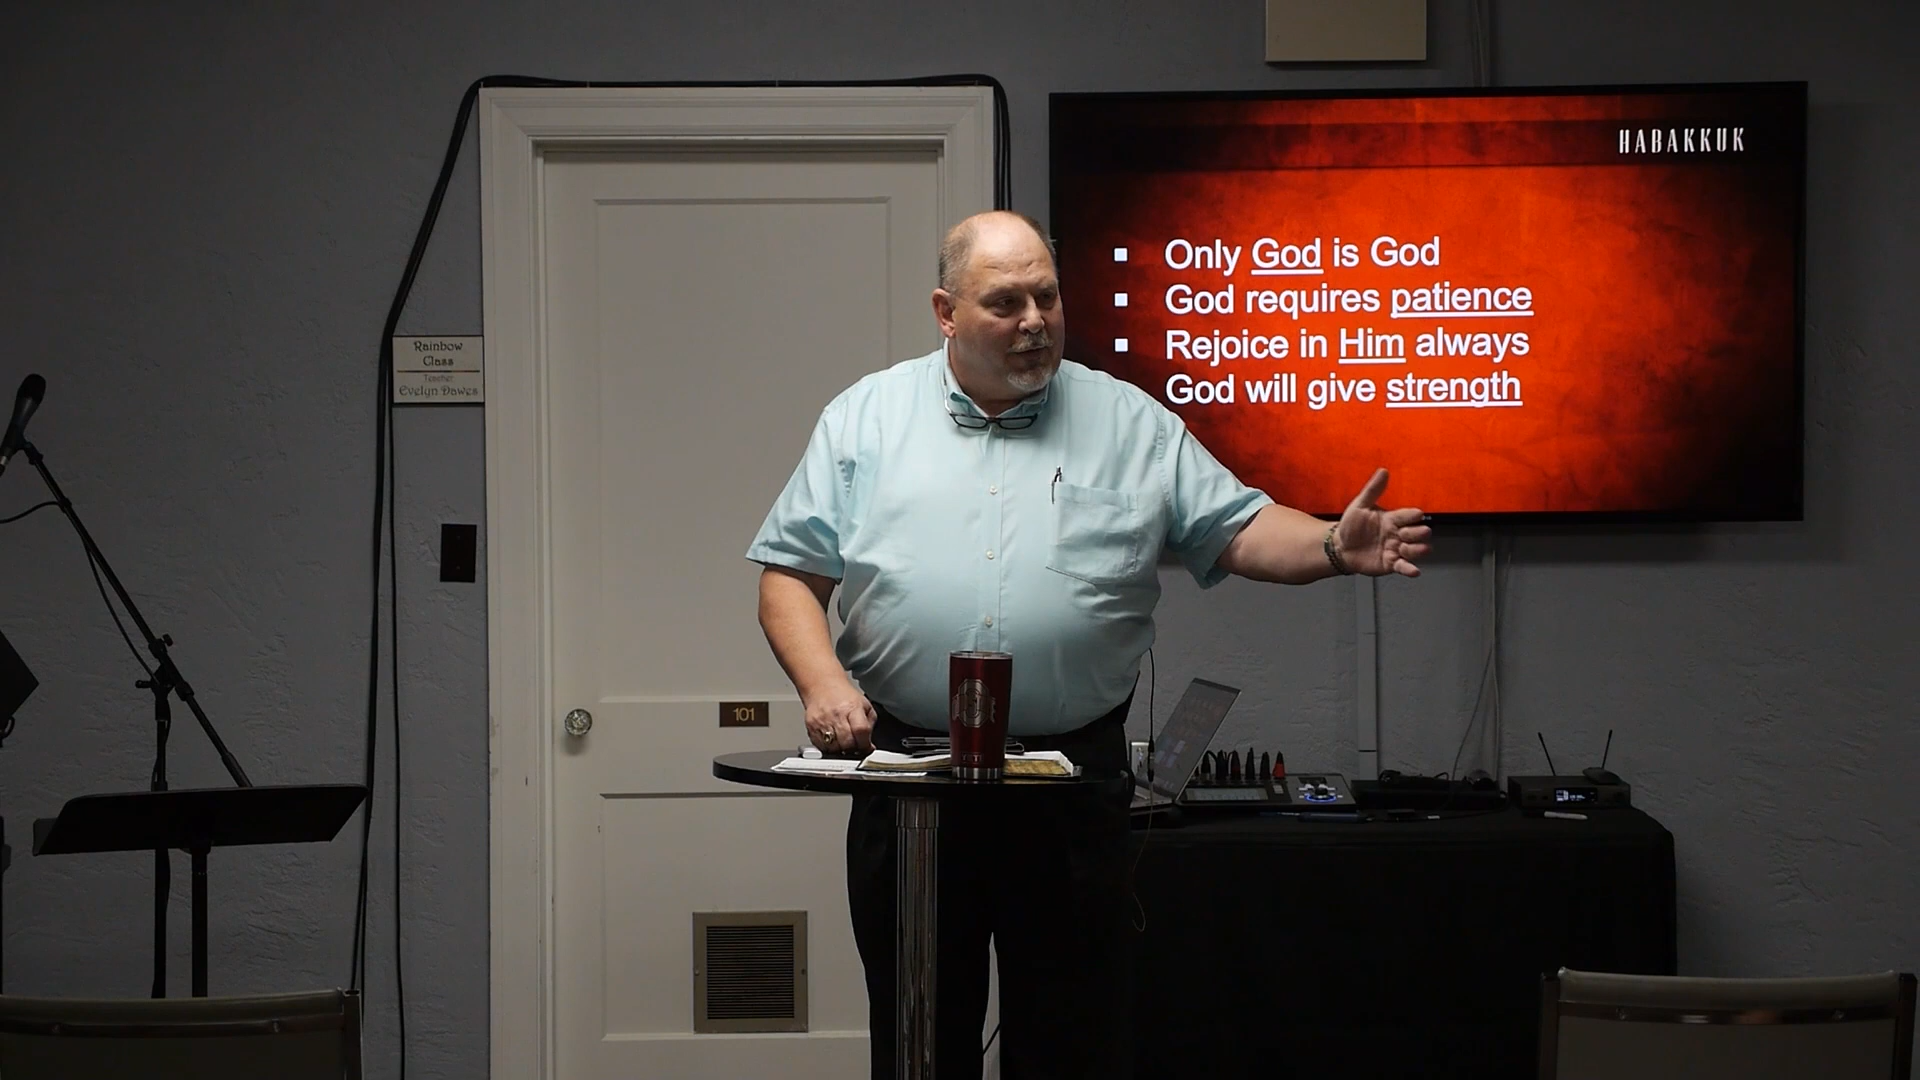 HABAKKUK
Only God is God
God requires patience
Rejoice in Him always
God will give strength
Rainbow
Class
Teacher
Evelyn Dawes
101
YETI